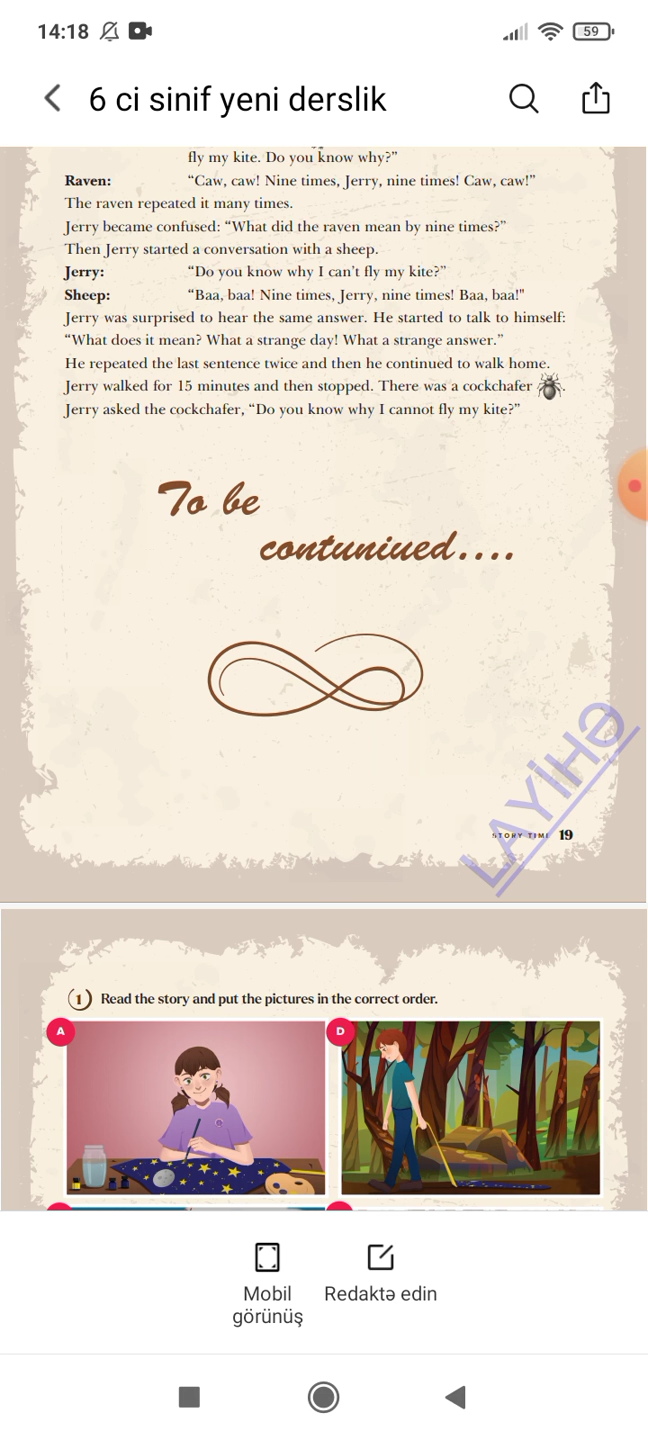 14:18
59
6 ci sinif yeni derslik
fly my kite. Do you know why?”
Raven: “Caw, caw! Nine times, Jerry, nine times! Caw, caw!”
The raven repeated it many times.
Jerry became confused: “What did the raven mean by nine times?”
Then Jerry started a conversation with a sheep.
Jerry: “Do you know why I can’t fly my kite?”
Sheep: “Baa, baa! Nine times, Jerry, nine times! Baa, baa!"
Jerry was surprised to hear the same answer. He started to talk to himself:
“What does it mean? What a strange day! What a strange answer.”
He repeated the last sentence twice and then he continued to walk home.
Jerry walked for 15 minutes and then stopped. There was a cockchafer .
Jerry asked the cockchafer, “Do you know why I cannot fly my kite?”
To be
contuniued....
LAYİHƏ
STORY TIME 19
1 Read the story and put the pictures in the correct order.
A
D
Mobil
görünüş
Redaktə edin